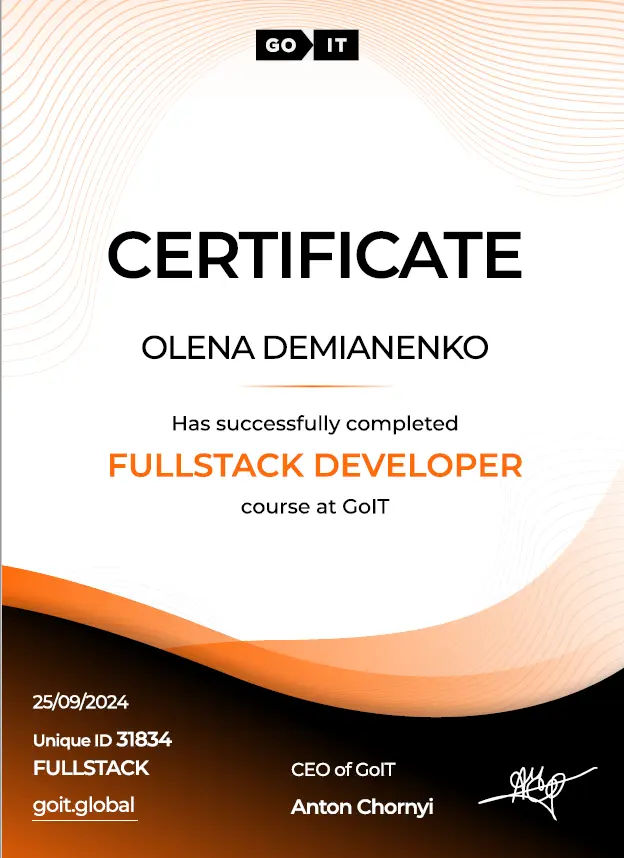 GO IT
CERTIFICATE
OLENA DEMIANENKO
Has successfully completed
FULLSTACK DEVELOPER
course at GoIT
25/09/2024
Unique ID 31834
FULLSTACK
goit.global
CEO of GoIT
Anton Chornyi